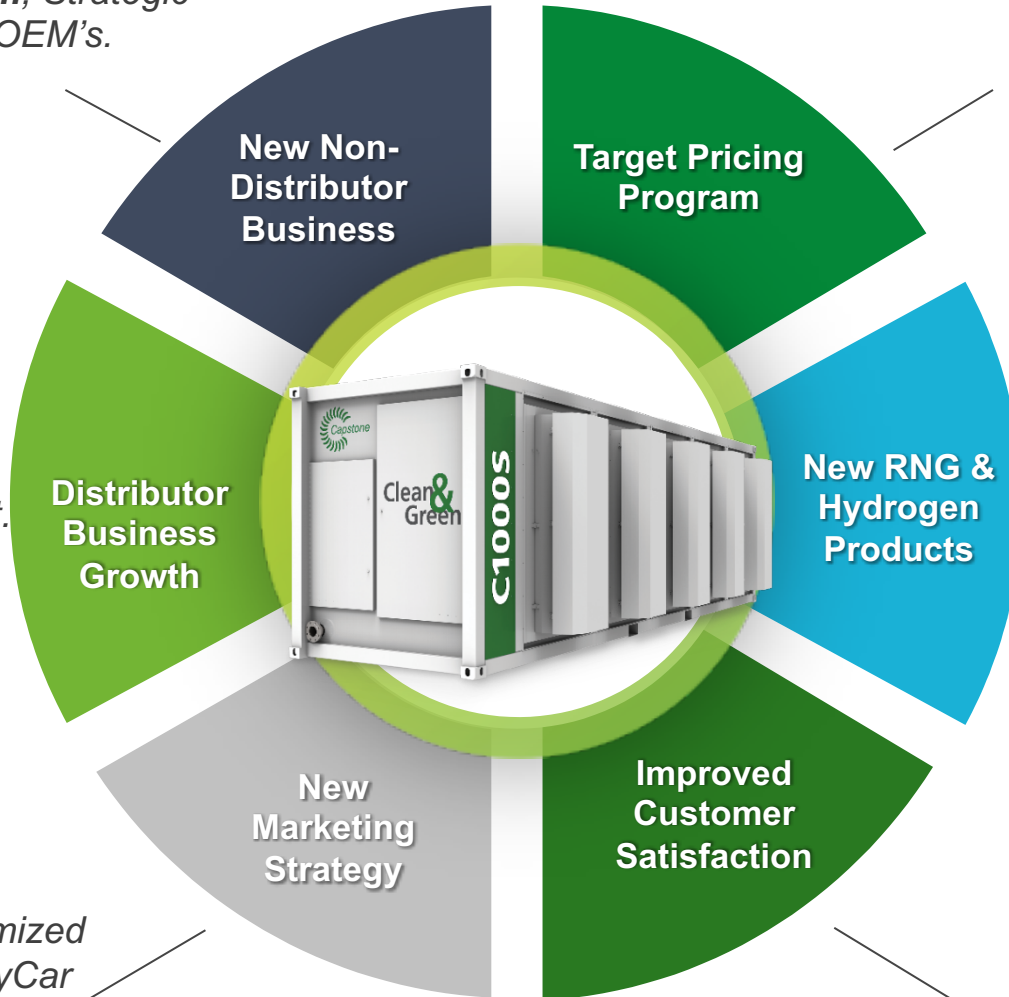 Strategic
OEM's.
New Non-
Distributor
Business
Target Pricing
Program
Distributor
Business
Growth
Capstone
Clean&
Green
C1000S
New RNG &
Hydrogen
Products
New
Marketing
Strategy
Improved
Customer
Satisfaction